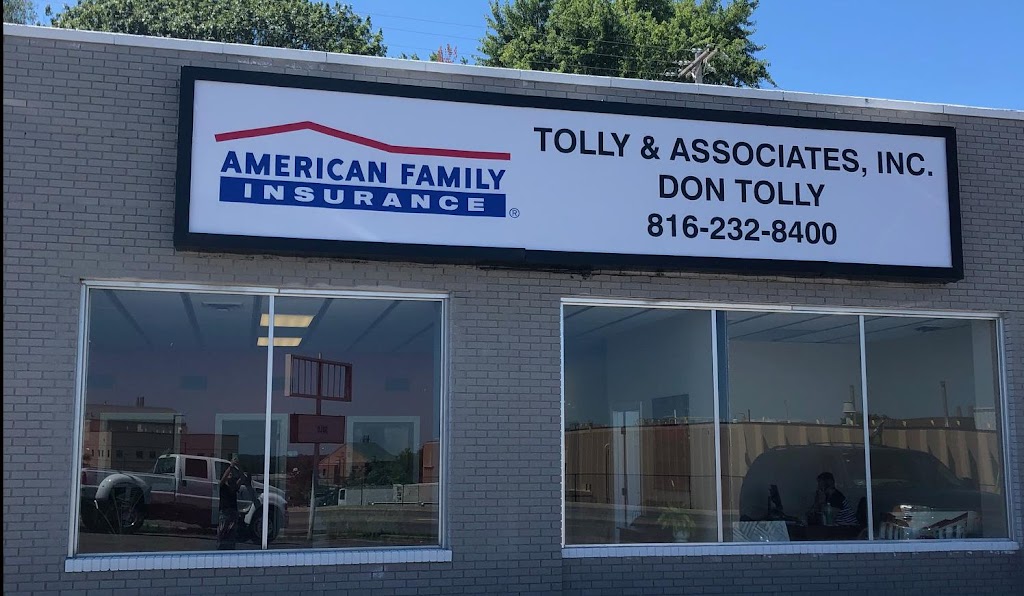 AMERICAN FAMILY
INSURANCE ®
TOLLY & ASSOCIATES, INC.
DON TOLLY
816-232-8400